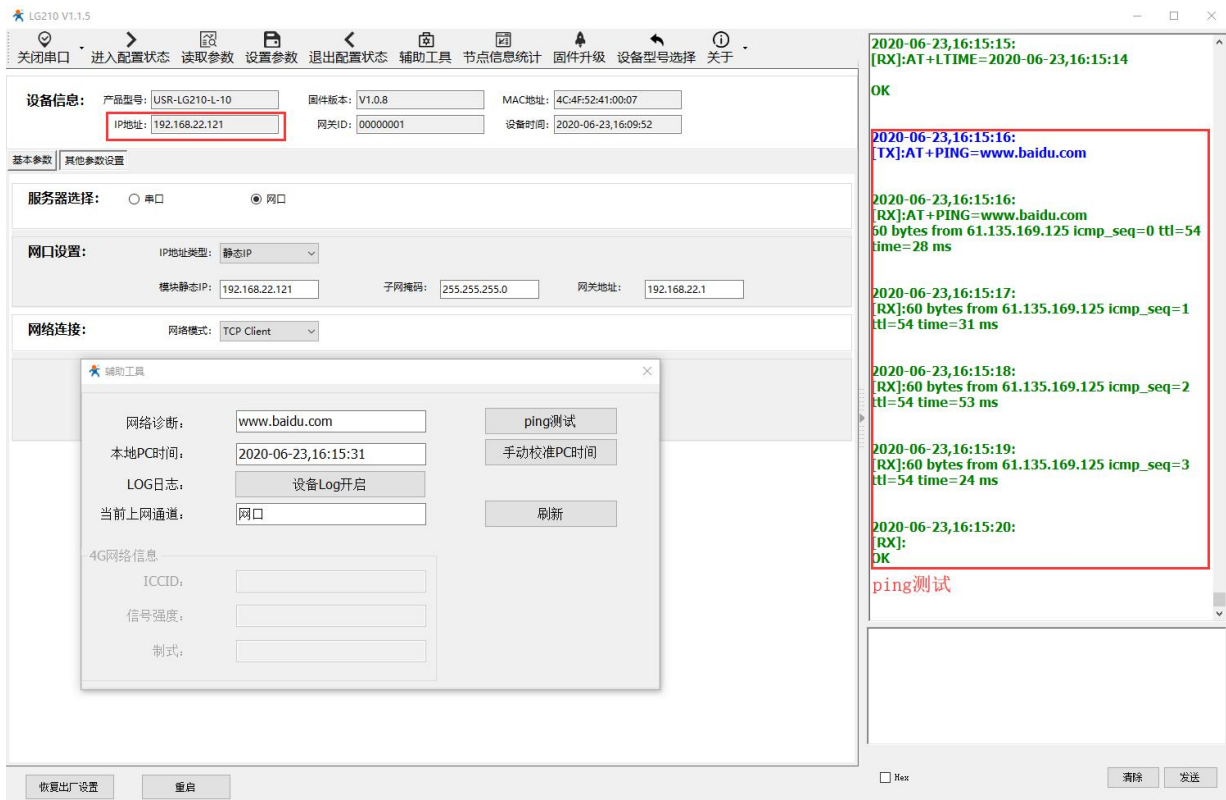 LG210 V1.1.5
关闭串口 进入配置状态 读取参数 设置参数 退出配置状态 辅助工具 节点信息统计 固件升级 设备型号选择 关于
设备信息: 产品型号: USR-LG210-L-10 固件版本: V1.0.8 MAC地址: 4C:4F:52:41:00:07
IP地址: 192.168.22.121 网关ID: 00000001 设备时间: 2020-06-23,16:09:52
基本参数 其他参数设置
服务器选择: 串口 网口
网口设置: IP地址类型: 静态IP
模块静态IP: 192.168.22.121 子网掩码: 255.255.255.0 网关地址: 192.168.22.1
网络连接: 网络模式: TCP Client
辅助工具
网络诊断: www.baidu.com ping测试
本地PC时间: 2020-06-23,16:15:31 手动校准PC时间
LOG日志: 设备Log开启
当前上网通道: 网口 刷新
4G网络信息
ICCID:
信号强度:
制式:
恢复出厂设置 重启
2020-06-23,16:15:15:
[RX]:AT+LTIME=2020-06-23,16:15:14
OK
2020-06-23,16:15:16:
[TX]:AT+PING=www.baidu.com
2020-06-23,16:15:16:
[RX]:AT+PING=www.baidu.com
60 bytes from 61.135.169.125 icmp_seq=0 ttl=54
time=28 ms
2020-06-23,16:15:17:
[RX]:60 bytes from 61.135.169.125 icmp_seq=1
ttl=54 time=31 ms
2020-06-23,16:15:18:
[RX]:60 bytes from 61.135.169.125 icmp_seq=2
ttl=54 time=53 ms
2020-06-23,16:15:19:
[RX]:60 bytes from 61.135.169.125 icmp_seq=3
ttl=54 time=24 ms
2020-06-23,16:15:20:
[RX]:
OK
ping测试
Hex 清除 发送